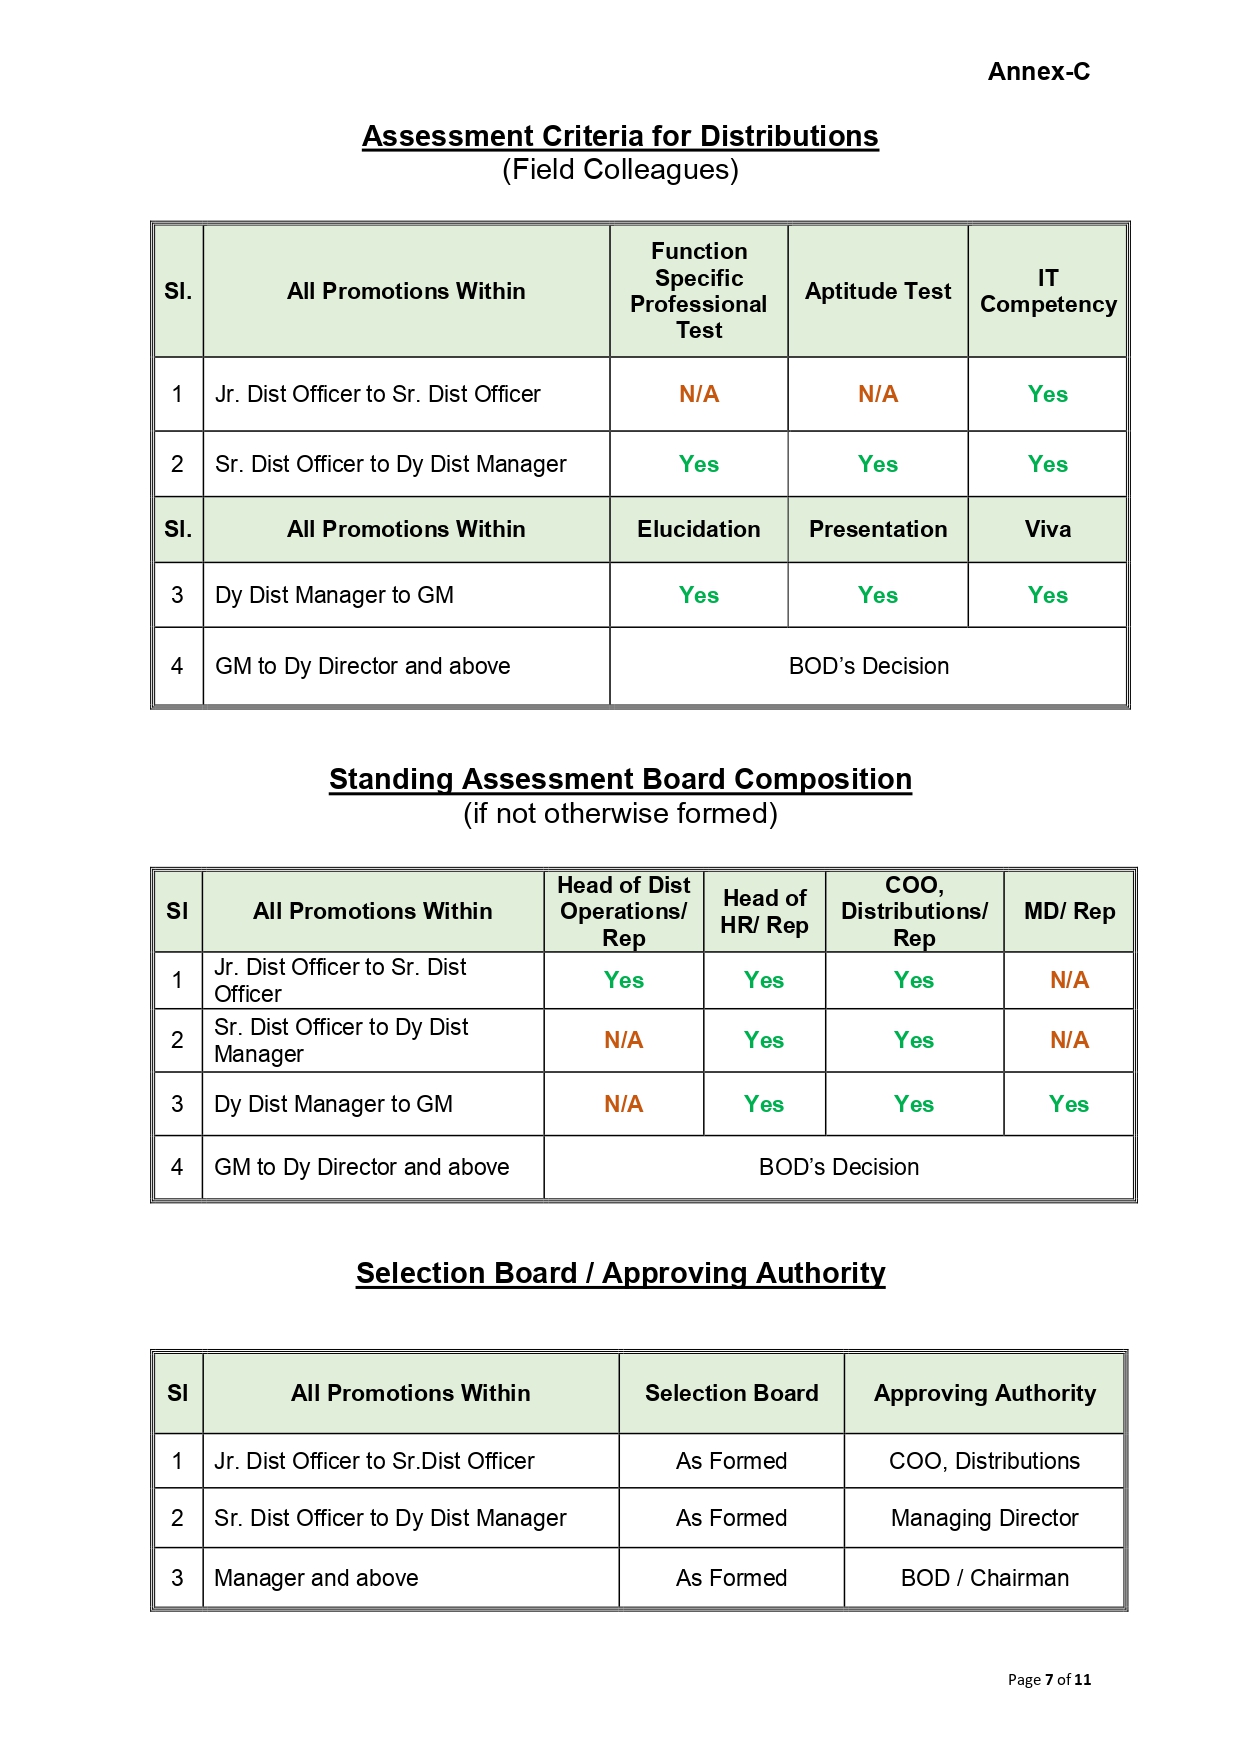 Annex-C
Assessment Criteria for Distributions
(Field Colleagues)
Sl. All Promotions Within Function Specific Professional Test Aptitude Test IT Competency
1 Jr. Dist Officer to Sr. Dist Officer N/A N/A Yes
2 Sr. Dist Officer to Dy Dist Manager Yes Yes Yes
Sl. All Promotions Within Elucidation Presentation Viva
3 Dy Dist Manager to GM Yes Yes Yes
4 GM to Dy Director and above BOD’s Decision
Standing Assessment Board Composition
(if not otherwise formed)
Sl All Promotions Within Head of Dist Operations/ Rep Head of HR/ Rep COO, Distributions/ Rep MD/ Rep
1 Jr. Dist Officer to Sr. Dist Officer Yes Yes Yes N/A
2 Sr. Dist Officer to Dy Dist Manager N/A Yes Yes N/A
3 Dy Dist Manager to GM N/A Yes Yes Yes
4 GM to Dy Director and above BOD’s Decision
Selection Board / Approving Authority
Sl All Promotions Within Selection Board Approving Authority
1 Jr. Dist Officer to Sr.Dist Officer As Formed COO, Distributions
2 Sr. Dist Officer to Dy Dist Manager As Formed Managing Director
3 Manager and above As Formed BOD / Chairman
Page 7 of 11